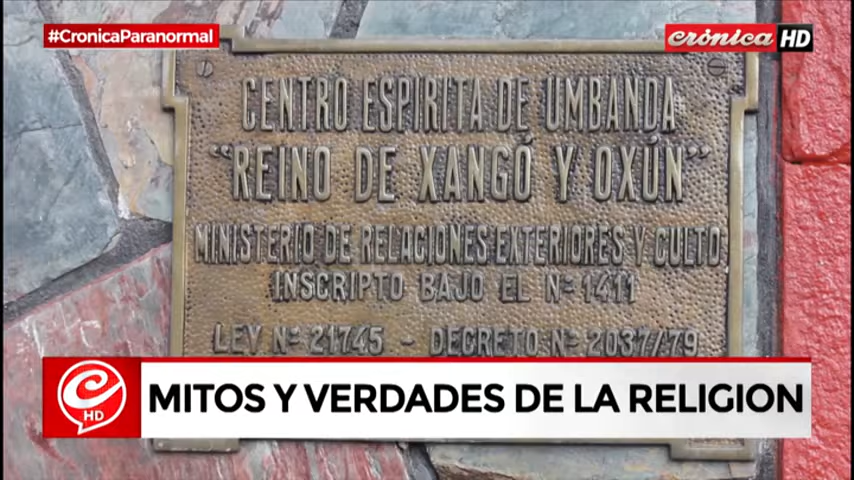 #CronicaParanormal
crónica HD
CENTRO ESPIRITA DE UMBANDA
"REINO DE XANGÓ Y OXÚN"
MINISTERIO DE RELACIONES EXTERIORES Y CULTO
INSCRIPTO BAJO EL Nº 1411
LEY Nº 21745 - DECRETO Nº 2037/79
HD
MITOS Y VERDADES DE LA RELIGION